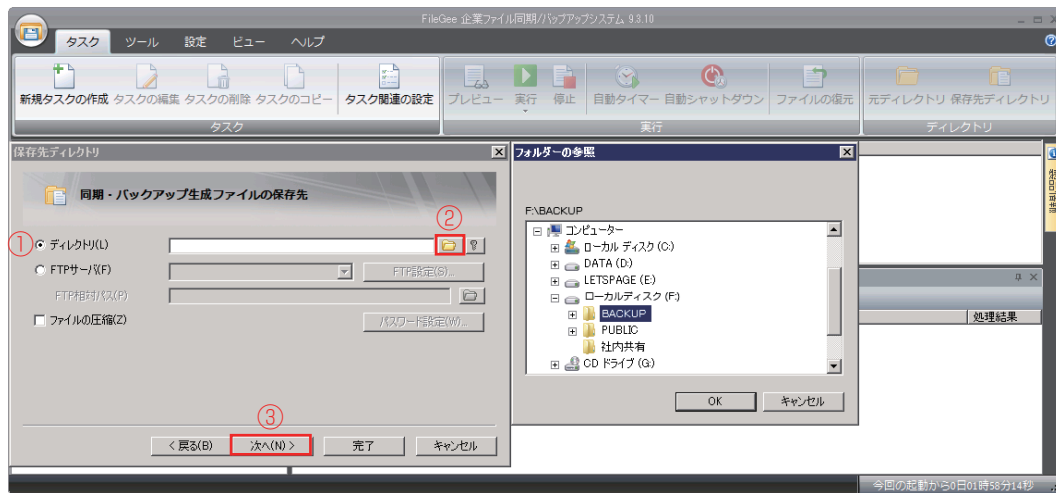 FileGee 企業ファイル同期/バップアップシステム 9.3.10
タスク ツール 設定 ビュー ヘルプ
新規タスクの作成 タスクの編集 タスクの削除 タスクのコピー タスク関連の設定 プレビュー 実行 停止 自動タイマー 自動シャットダウン ファイルの復元 元ディレクトリ 保存先ディレクトリ
タスク 実行 ディレクトリ
保存先ディレクトリ
同期・バックアップ生成ファイルの保存先
① ディレクトリ(L) ②
FTPサーバ(F) FTP設定(S)...
FTP相対パス(P)
ファイルの圧縮(Z) パスワード設定(W)...
③
< 戻る(B) 次へ(N) > 完了 キャンセル
フォルダーの参照
F:\BACKUP
コンピューター
ローカル ディスク (C:)
DATA (D:)
LETSPAGE (E:)
ローカルディスク (F:)
BACKUP
PUBLIC
社内共有
CD ドライブ (G:)
OK キャンセル
製品情報
処理結果
今回の起動から0日01時58分14秒